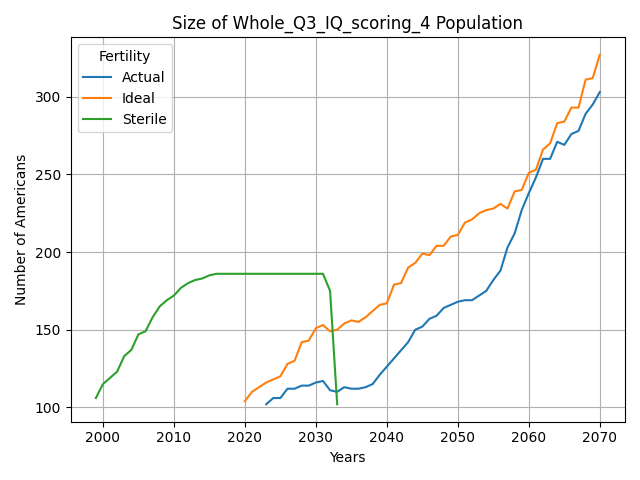 Size of Whole_Q3_IQ_scoring_4 Population
Fertility
Actual
Ideal
Sterile
Number of Americans
300
250
200
150
100
2000 2010 2020 2030 2040 2050 2060 2070
Years